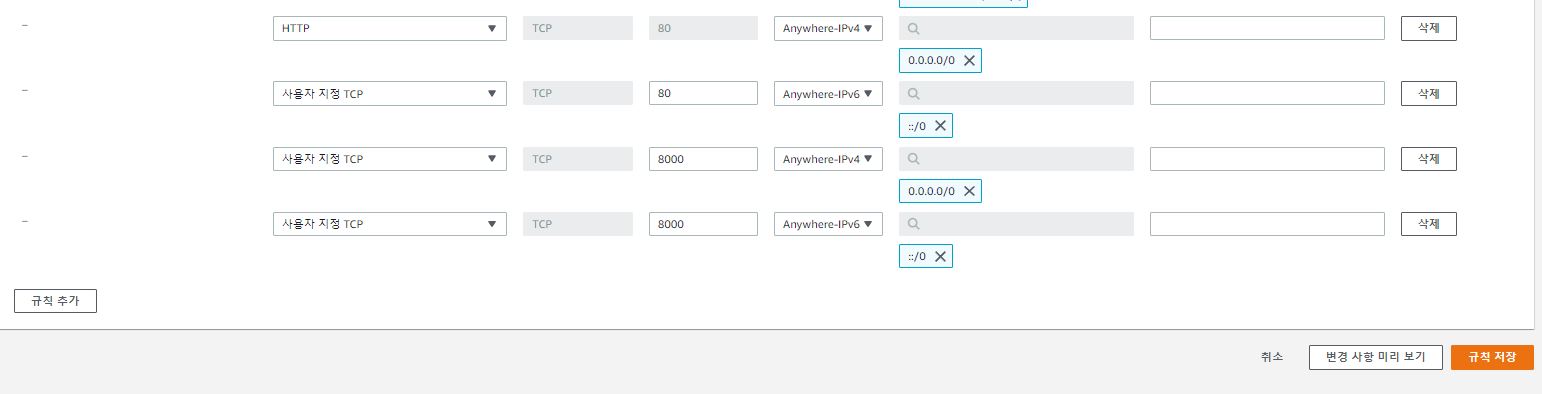 HTTP TCP 80 Anywhere-IPv4 삭제
0.0.0.0/0
사용자 지정 TCP TCP 80 Anywhere-IPv6 삭제
::/0
사용자 지정 TCP TCP 8000 Anywhere-IPv4 삭제
0.0.0.0/0
사용자 지정 TCP TCP 8000 Anywhere-IPv6 삭제
::/0
규칙 추가
취소 변경 사항 미리 보기 규칙 저장